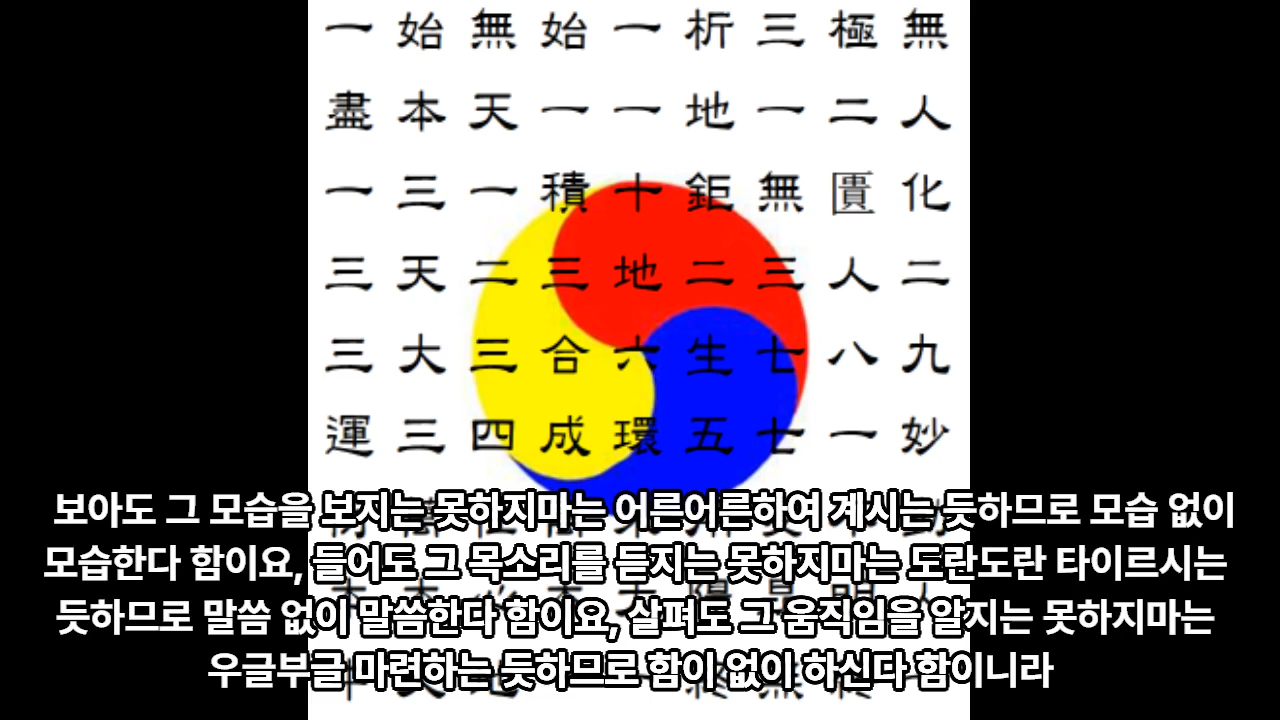 一始無始一析三極無
盡本天一一地一二人
一三一積十鉅無匱化
三天二三地二三人二
三大三合六生七八九
運三四成環五七一妙
보아도 그 모습을 보지는 못하지마는 어른어른하여 계시는 듯하므로 모습 없이
모습한다 함이요, 들어도 그 목소리를 듣지는 못하지마는 도란도란 타이르시는
듯하므로 말씀 없이 말씀한다 함이요, 살펴도 그 움직임을 알지는 못하지마는
우글부글 마련하는 듯하므로 함이 없이 하신다 함이니라